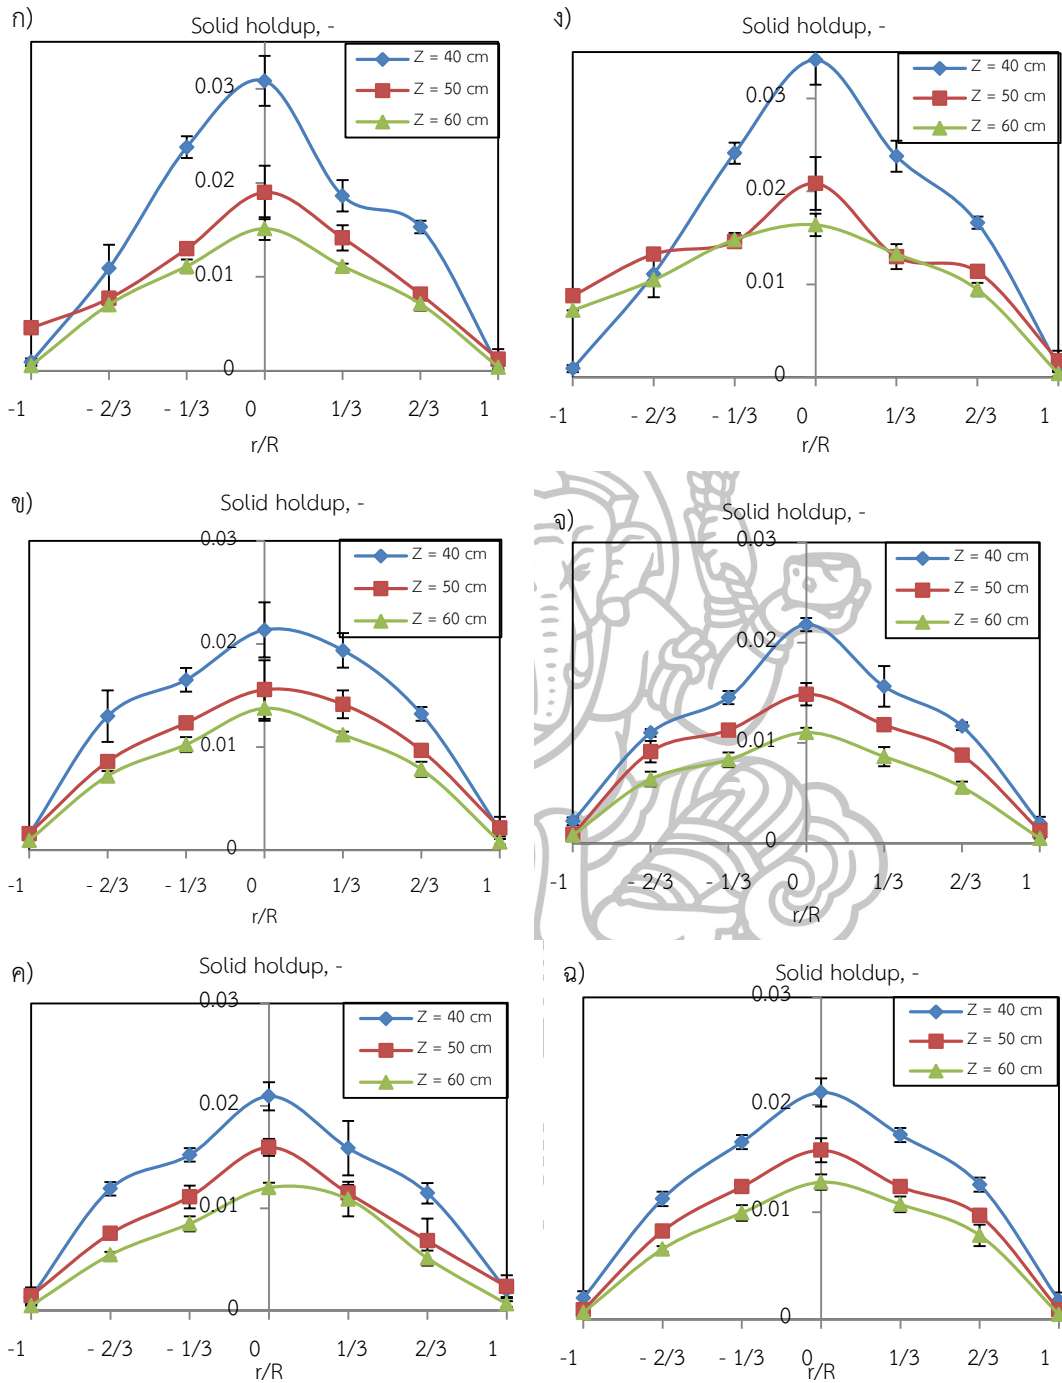 ก)
Solid holdup, -
Z = 40 cm
Z = 50 cm
Z = 60 cm
0.03
0.02
0.01
0
-1 - 2/3 - 1/3 0 1/3 2/3 1
r/R
ง)
Solid holdup, -
Z = 40 cm
Z = 50 cm
Z = 60 cm
0.03
0.02
0.01
0
-1 - 2/3 - 1/3 0 1/3 2/3 1
r/R
ข)
Solid holdup, -
0.03
Z = 40 cm
Z = 50 cm
Z = 60 cm
0.02
0.01
0
-1 - 2/3 - 1/3 0 1/3 2/3 1
r/R
จ)
Solid holdup, -
0.03
Z = 40 cm
Z = 50 cm
Z = 60 cm
0.02
0.01
0
-1 - 2/3 - 1/3 0 1/3 2/3 1
r/R
ค)
Solid holdup, -
0.03
Z = 40 cm
Z = 50 cm
Z = 60 cm
0.02
0.01
0
-1 - 2/3 - 1/3 0 1/3 2/3 1
r/R
ฉ)
Solid holdup, -
0.03
Z = 40 cm
Z = 50 cm
Z = 60 cm
0.02
0.01
0
-1 - 2/3 - 1/3 0 1/3 2/3 1
r/R